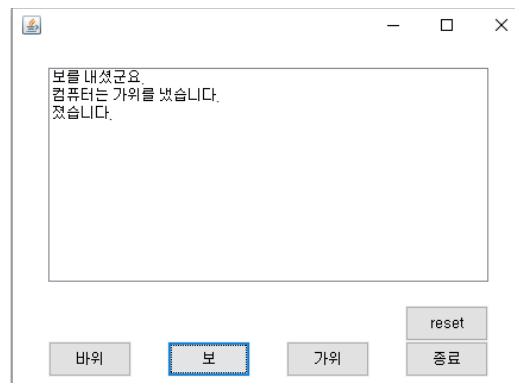 보를 내셨군요.
컴퓨터는 가위를 냈습니다.
졌습니다.
reset
바위 보 가위 종료